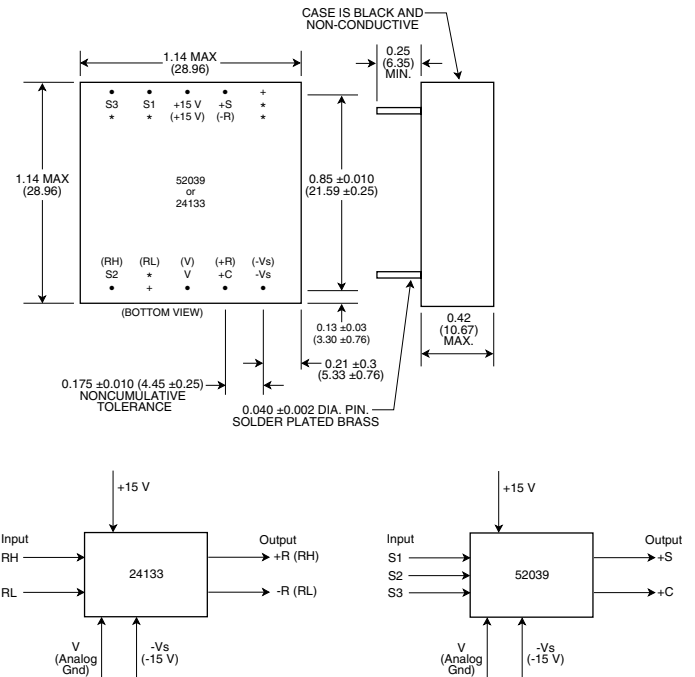 CASE IS BLACK AND
NON-CONDUCTIVE
1.14 MAX
(28.96)
0.25
(6.35)
MIN.
• • • • +
S3 S1 +15 V +S *
* * (+15 V) (-R) *
1.14 MAX
(28.96)
52039
or
24133
0.85 ±0.010
(21.59 ±0.25)
(RH) (RL) (V) (+R) (-Vs)
S2 * V +C -Vs
• + • • •
(BOTTOM VIEW)
0.13 ±0.03
(3.30 ±0.76)
0.42
(10.67)
MAX.
0.21 ±0.3
(5.33 ±0.76)
0.175 ±0.010 (4.45 ±0.25)
NONCUMULATIVE
TOLERANCE
0.040 ±0.002 DIA. PIN.
SOLDER PLATED BRASS
+15 V
Input
RH
RL
24133
Output
+R (RH)
-R (RL)
V
(Analog
Gnd)
-Vs
(-15 V)
+15 V
Input
S1
S2
S3
52039
Output
+S
+C
V
(Analog
Gnd)
-Vs
(-15 V)